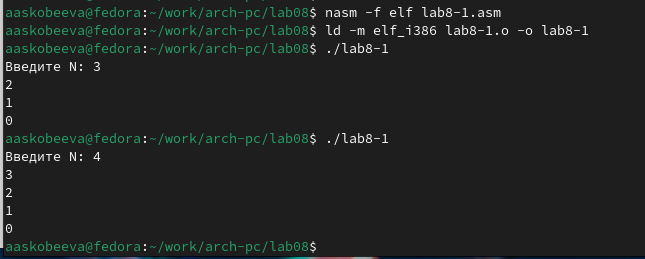 aaskobeeva@fedora:~/work/arch-pc/lab08$ nasm -f elf lab8-1.asm
aaskobeeva@fedora:~/work/arch-pc/lab08$ ld -m elf_i386 lab8-1.o -o lab8-1
aaskobeeva@fedora:~/work/arch-pc/lab08$ ./lab8-1
Введите N: 3
2
1
0
aaskobeeva@fedora:~/work/arch-pc/lab08$ ./lab8-1
Введите N: 4
3
2
1
0
aaskobeeva@fedora:~/work/arch-pc/lab08$